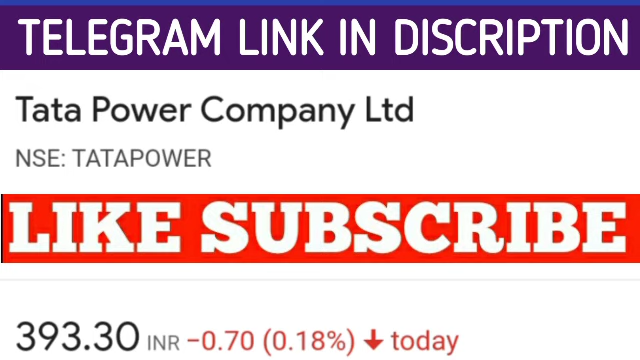 TELEGRAM LINK IN DISCRIPTION
Tata Power Company Ltd
NSE: TATAPOWER
LIKE SUBSCRIBE
393.30 INR −0.70 (0.18%) ↓ today